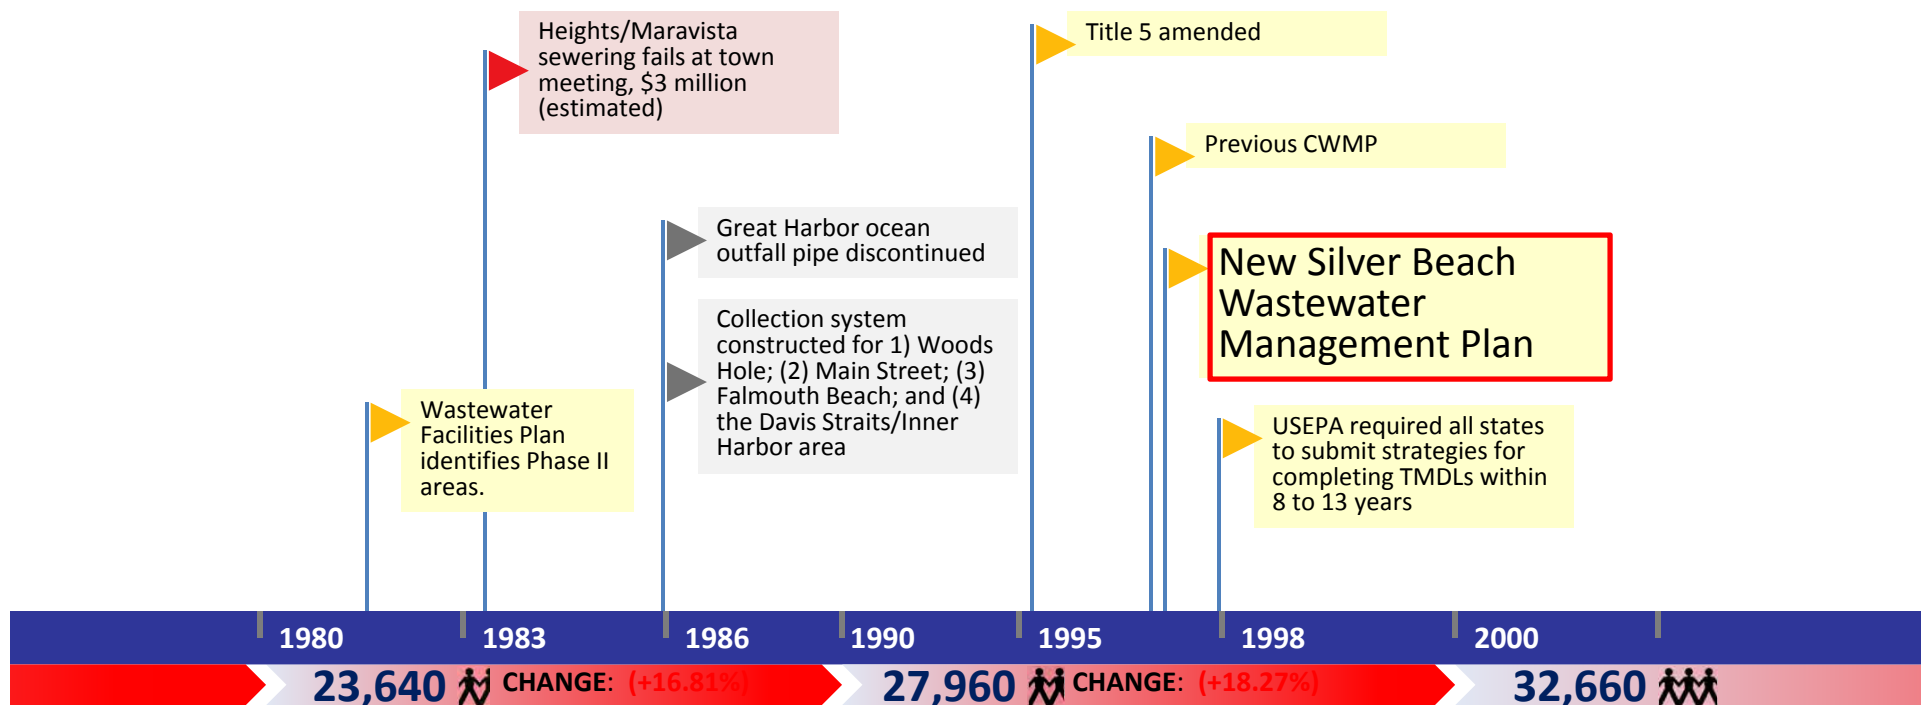 Heights/Maravista
sewering fails at town
meeting, $3 million
(estimated)
Title 5 amended
Previous CWMP
Great Harbor ocean
outfall pipe discontinued
New Silver Beach
Wastewater
Management Plan
Collection system
constructed for 1) Woods
Hole; (2) Main Street; (3)
Falmouth Beach; and (4)
the Davis Straits/Inner
Harbor area
Wastewater
Facilities Plan
identifies Phase II
areas.
USEPA required all states
to submit strategies for
completing TMDLs within
8 to 13 years
1980 1983 1986 1990 1995 1998 2000
23,640 CHANGE: (+16.81%) 27,960 CHANGE: (+18.27%) 32,660